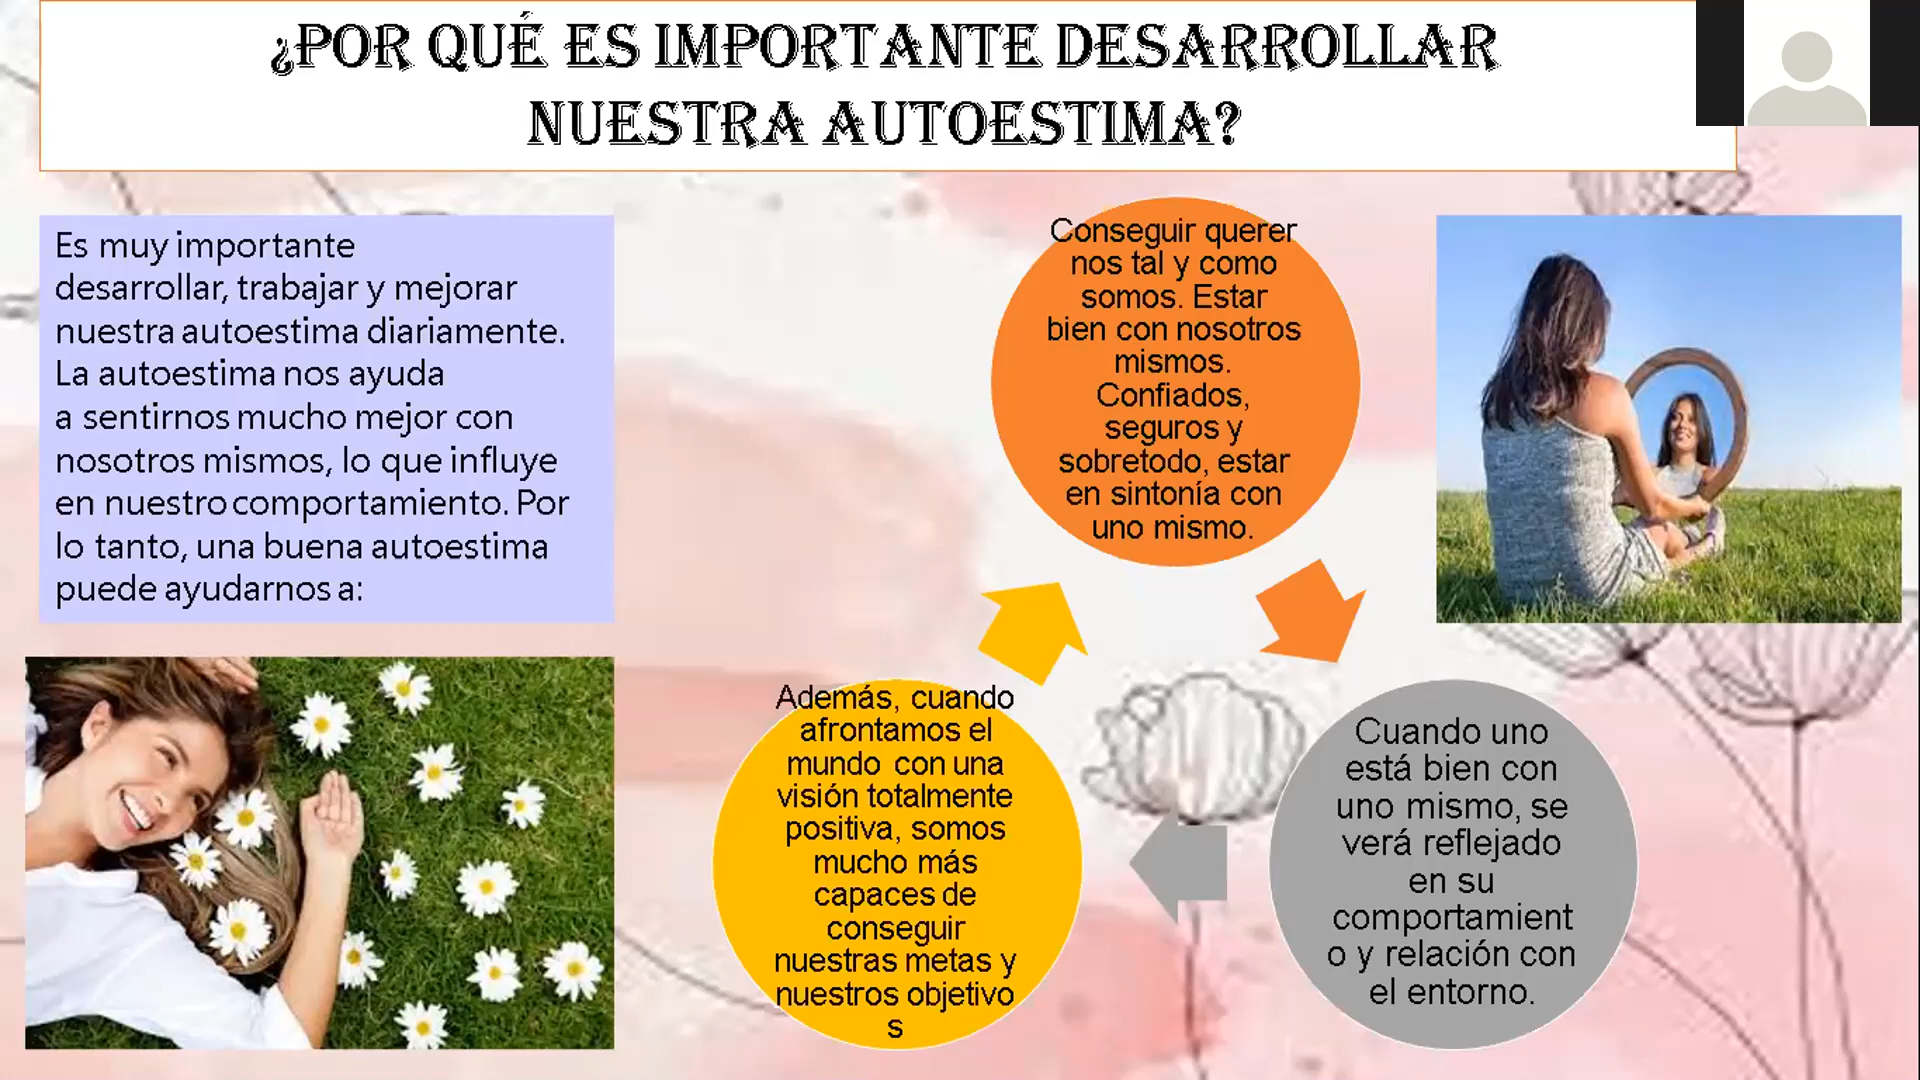 ¿POR QUÉ ES IMPORTANTE DESARROLLAR
NUESTRA AUTOESTIMA?
Es muy importante
desarrollar, trabajar y mejorar
nuestra autoestima diariamente.
La autoestima nos ayuda
a sentirnos mucho mejor con
nosotros mismos, lo que influye
en nuestro comportamiento. Por
lo tanto, una buena autoestima
puede ayudarnos a:
Conseguir querer
nos tal y como
somos. Estar
bien con nosotros
mismos.
Confiados,
seguros y
sobretodo, estar
en sintonía con
uno mismo.
Cuando uno
está bien con
uno mismo, se
verá reflejado
en su
comportamient
o y relación con
el entorno.
Además, cuando
afrontamos el
mundo con una
visión totalmente
positiva, somos
mucho más
capaces de
conseguir
nuestras metas y
nuestros objetivo
s